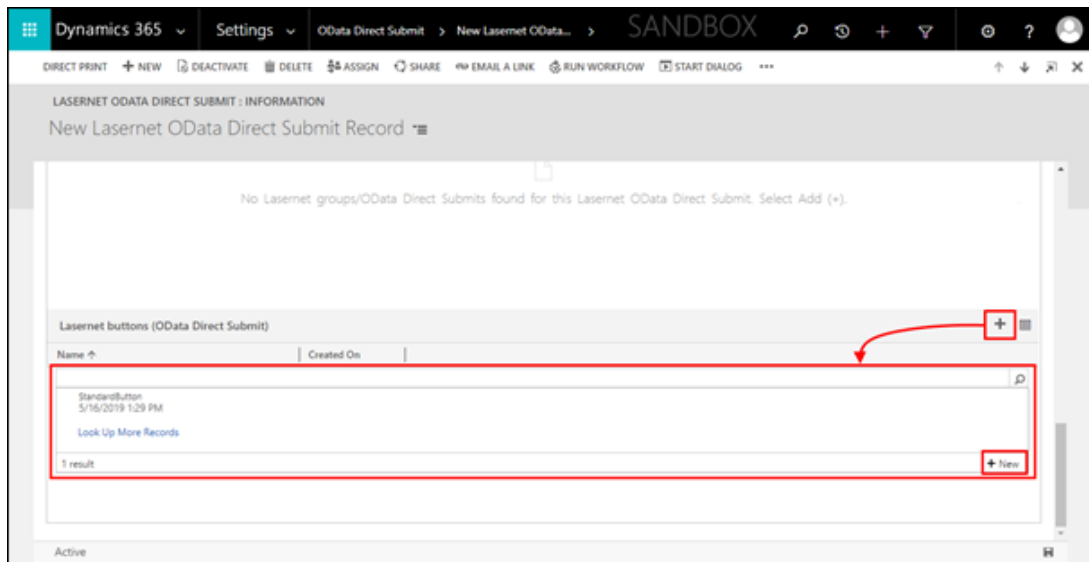 Dynamics 365 Settings OData Direct Submit > New Lasernet OData... > SANDBOX
DIRECT PRINT + NEW DEACTIVATE DELETE ASSIGN SHARE EMAIL A LINK RUN WORKFLOW START DIALOG ...
LASERNET ODATA DIRECT SUBMIT : INFORMATION
New Lasernet OData Direct Submit Record
No Lasernet groups/OData Direct Submits found for this Lasernet OData Direct Submit. Select Add (+).
Lasernet buttons (OData Direct Submit)
Name ↑ Created On
StandardButton
5/16/2019 1:29 PM
Look Up More Records
1 result + New
Active